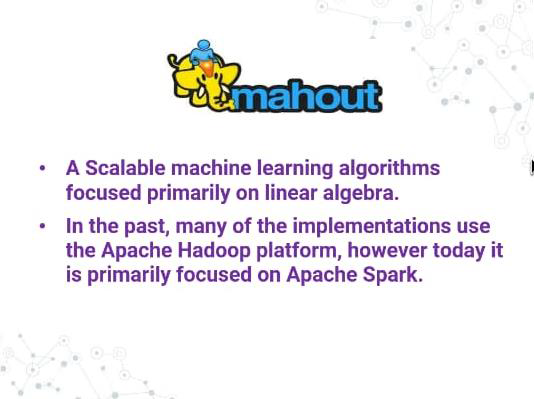 mahout
• A Scalable machine learning algorithms
focused primarily on linear algebra.
• In the past, many of the implementations use
the Apache Hadoop platform, however today it
is primarily focused on Apache Spark.